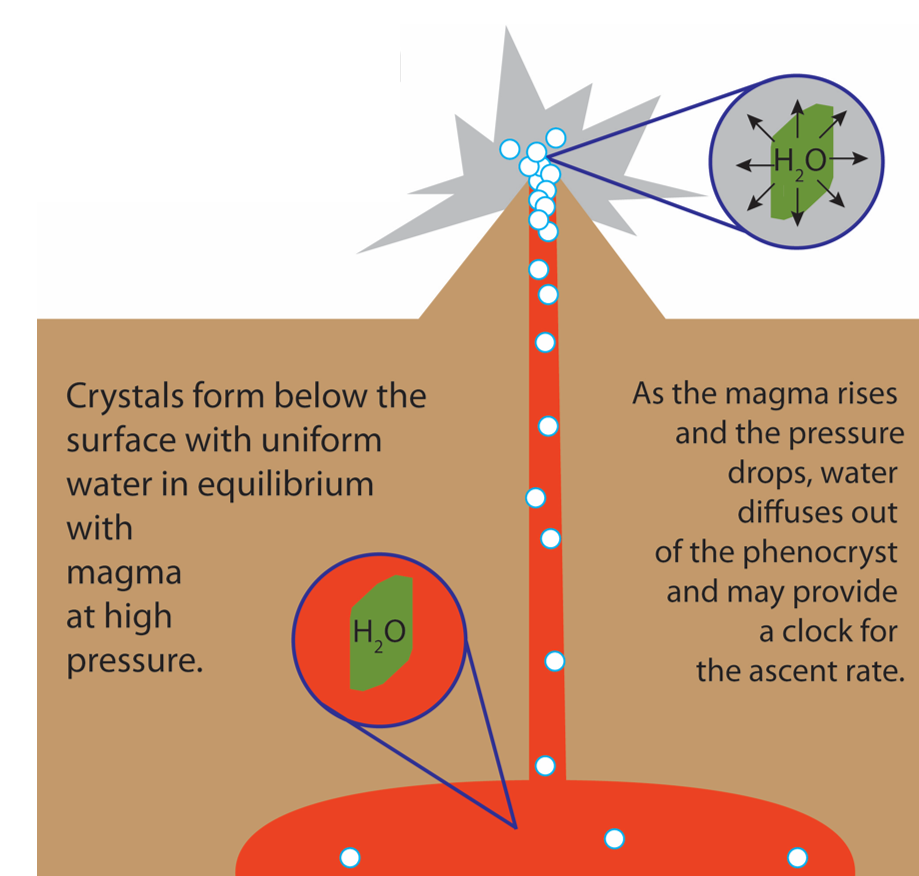 H₂O
Crystals form below the
surface with uniform
water in equilibrium
with
magma
at high
pressure.
As the magma rises
and the pressure
drops, water
diffuses out
of the phenocryst
and may provide
a clock for
the ascent rate.
H₂O